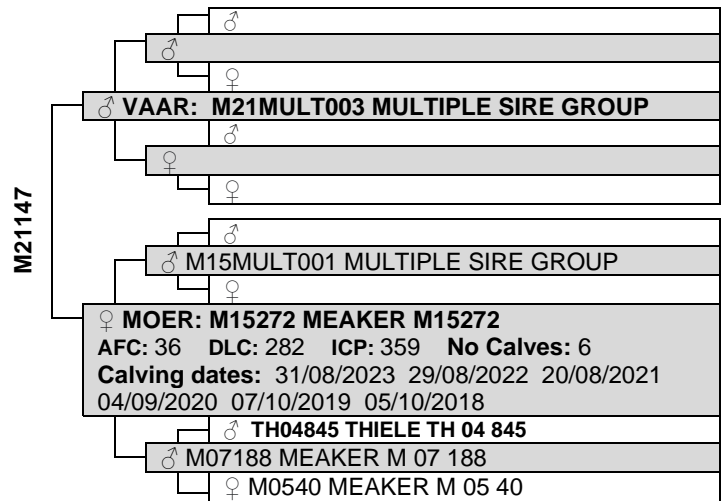 ♂
♂
♀
♂ VAAR: M21MULT003 MULTIPLE SIRE GROUP
♂
♀
♀
M21147
♂
♂ M15MULT001 MULTIPLE SIRE GROUP
♀
♀ MOER: M15272 MEAKER M15272
AFC: 36 DLC: 282 ICP: 359 No Calves: 6
Calving dates: 31/08/2023 29/08/2022 20/08/2021
04/09/2020 07/10/2019 05/10/2018
♂ TH04845 THIELE TH 04 845
♂ M07188 MEAKER M 07 188
♀ M0540 MEAKER M 05 40